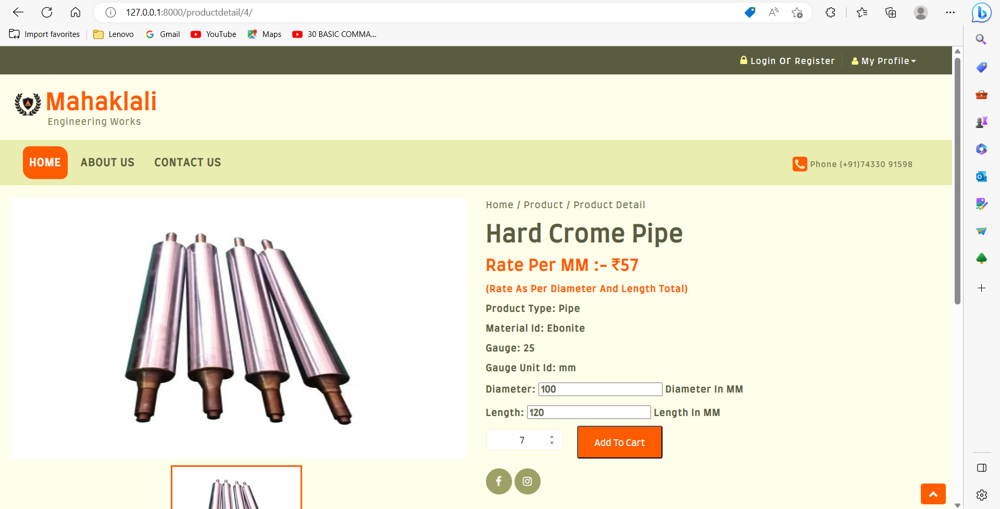 127.0.0.1:8000/productdetail/4/
Import favorites
Lenovo
Gmail
YouTube
Maps
30 BASIC COMMA...
Login Or Register
My Profile
Mahaklali
Engineering Works
HOME
ABOUT US
CONTACT US
Phone (+91)74330 91598
Home / Product / Product Detail
Hard Crome Pipe
Rate Per MM :- ₹57
(Rate As Per Diameter And Length Total)
Product Type: Pipe
Material Id: Ebonite
Gauge: 25
Gauge Unit Id: mm
Diameter: 100 Diameter In MM
Length: 120 Length In MM
7
Add To Cart